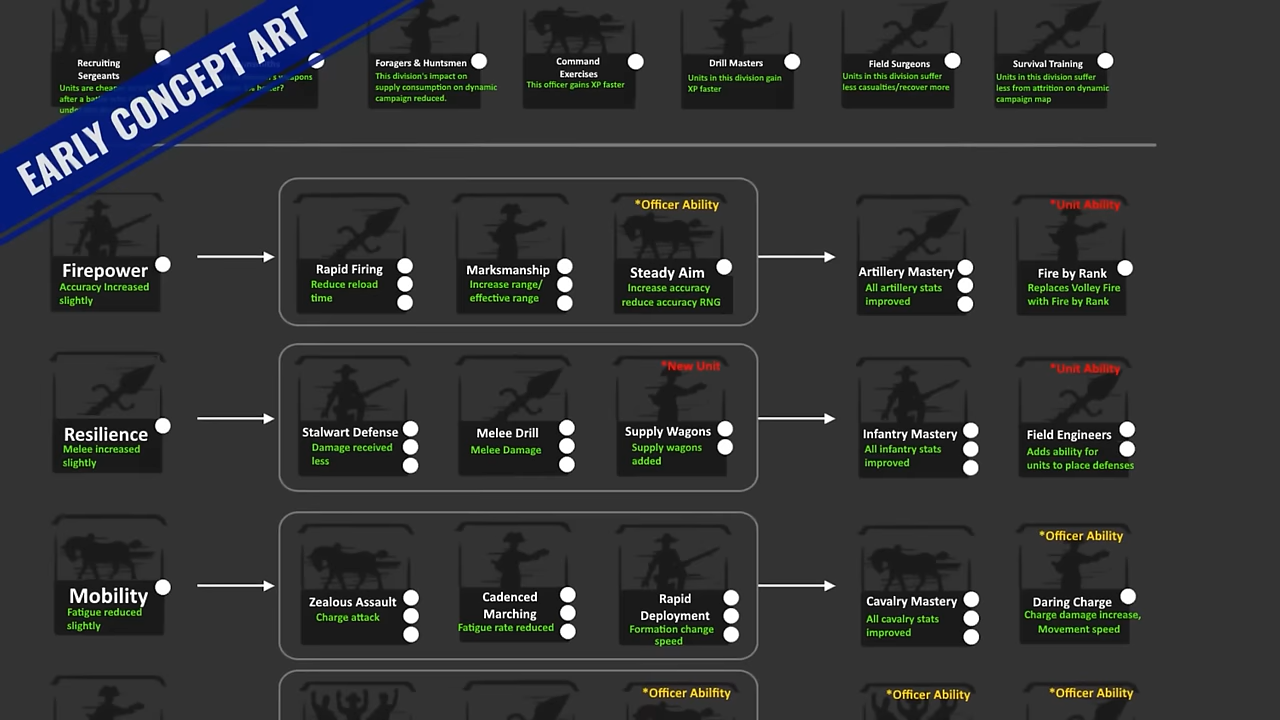 EARLY CONCEPT ART
Recruiting
Sergeants
Units are
after a
Foragers & Huntsmen
This division's impact on
supply consumption on dynamic
campaign reduced.
Command
Exercises
This officer gains XP faster
Drill Masters
Units in this division gain
XP faster
Field Surgeons
Units in this division suffer
less casualties/recover more
Survival Training
Units in this division suffer
less from attrition on dynamic
campaign map
Firepower
Accuracy Increased
slightly
Rapid Firing
Reduce reload
time
Marksmanship
Increase range/
effective range
*Officer Ability
Steady Aim
Increase accuracy
reduce accuracy RNG
Artillery Mastery
All artillery stats
improved
*Unit Ability
Fire by Rank
Replaces Volley Fire
with Fire by Rank
Resilience
Melee increased
slightly
Stalwart Defense
Damage received
less
Melee Drill
Melee Damage
*New Unit
Supply Wagons
Supply wagons
added
Infantry Mastery
All infantry stats
improved
*Unit Ability
Field Engineers
Adds ability for
units to place defenses
Mobility
Fatigue reduced
slightly
Zealous Assault
Charge attack
Cadenced
Marching
Fatigue rate reduced
Rapid
Deployment
Formation change
speed
Cavalry Mastery
All cavalry stats
improved
*Officer Ability
Daring Charge
Charge damage increase,
Movement speed
*Officer Abilfity
*Officer Ability
*Officer Ability